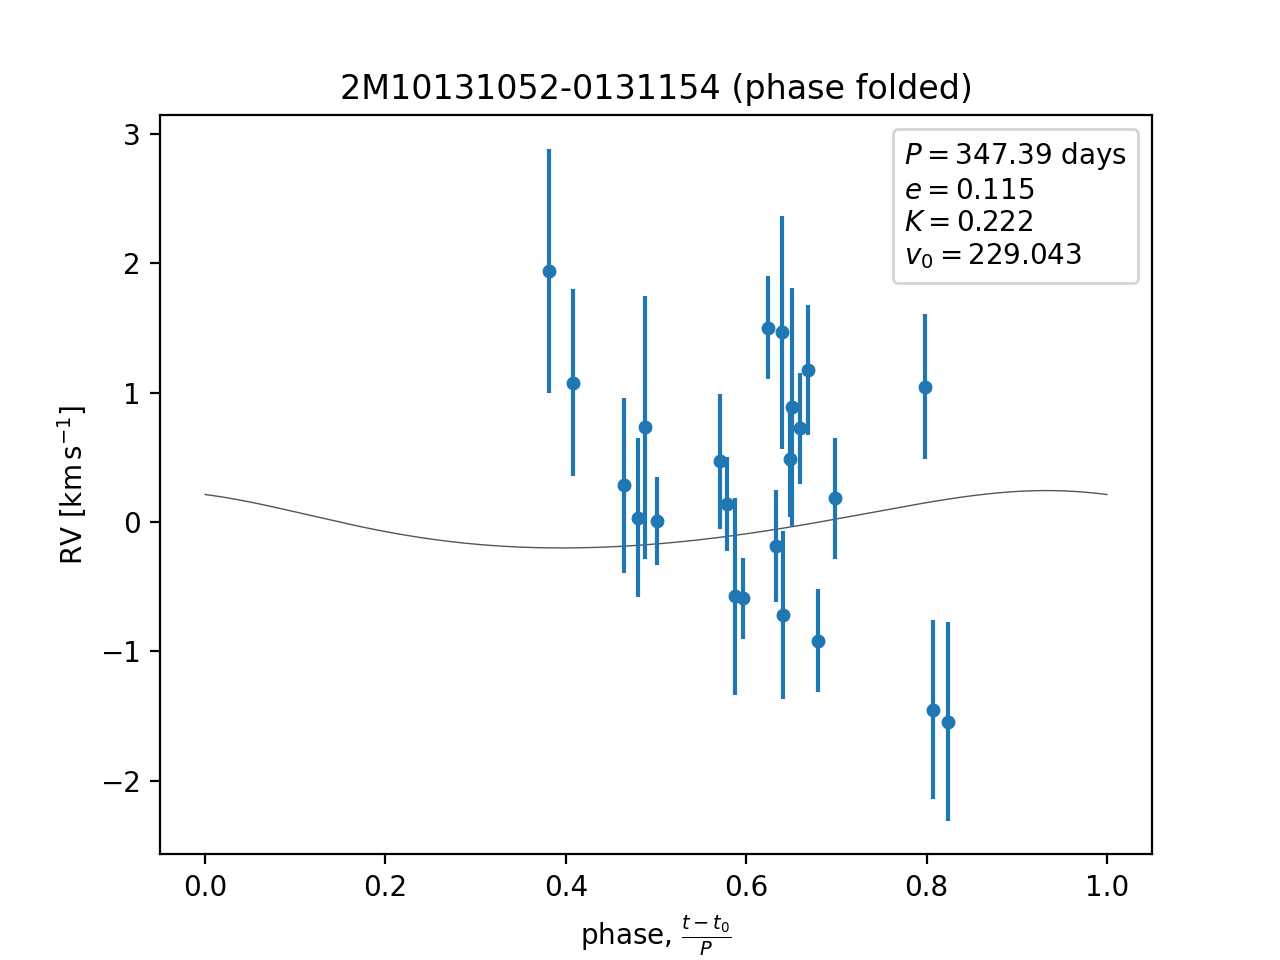 2M10131052-0131154 (phase folded)
P = 347.39 days
e = 0.115
K = 0.222
v₀ = 229.043
3
2
1
0
−1
−2
RV [km s⁻¹]
0.0 0.2 0.4 0.6 0.8 1.0
phase, (t − t₀)/P